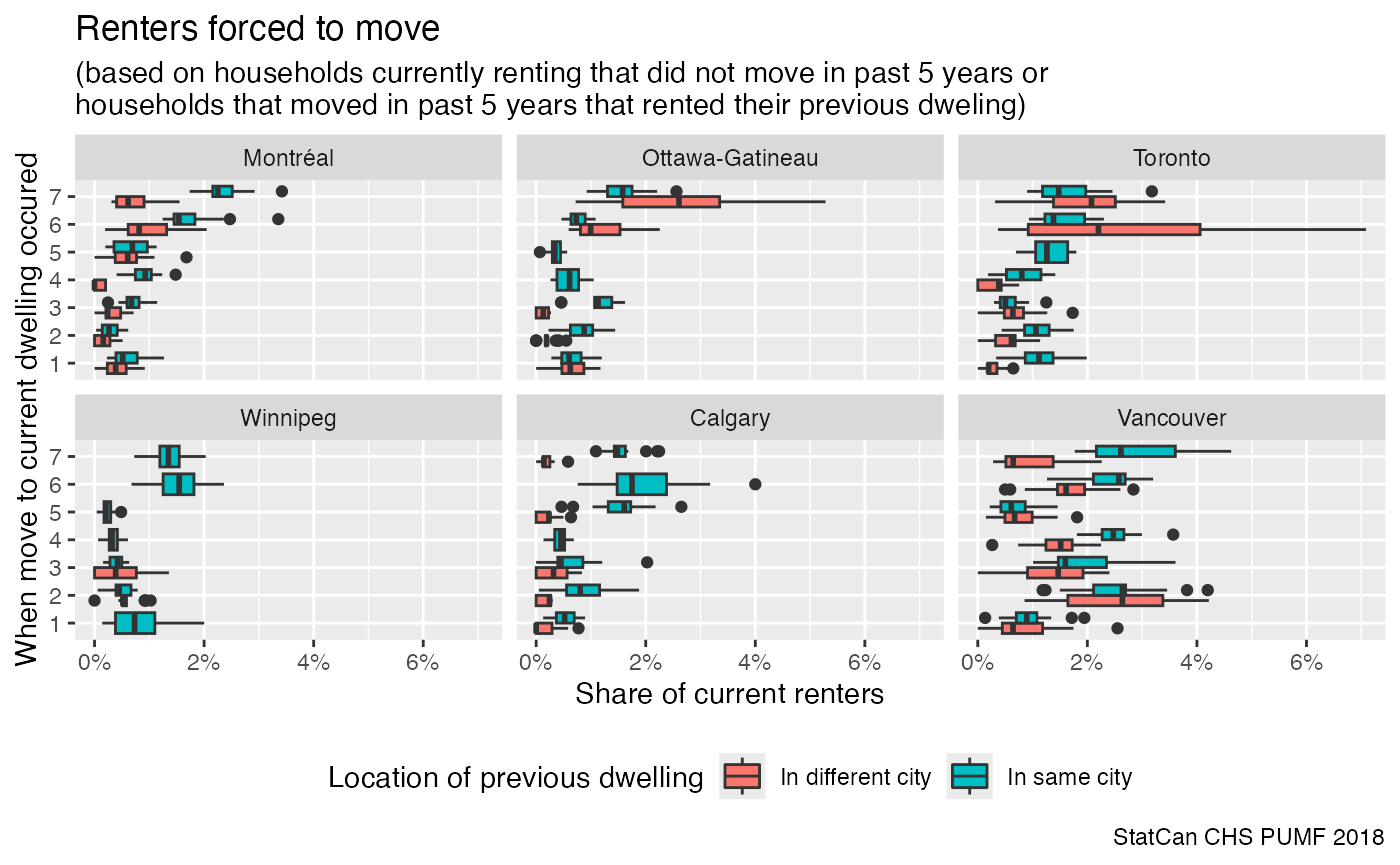 Renters forced to move
(based on households currently renting that did not move in past 5 years or
households that moved in past 5 years that rented their previous dweling)
When move to current dwelling occured
Montréal
Ottawa-Gatineau
Toronto
7
6
5
4
3
2
1
Winnipeg
Calgary
Vancouver
7
6
5
4
3
2
1
0% 2% 4% 6% 0% 2% 4% 6% 0% 2% 4% 6%
Share of current renters
Location of previous dwelling In different city In same city
StatCan CHS PUMF 2018